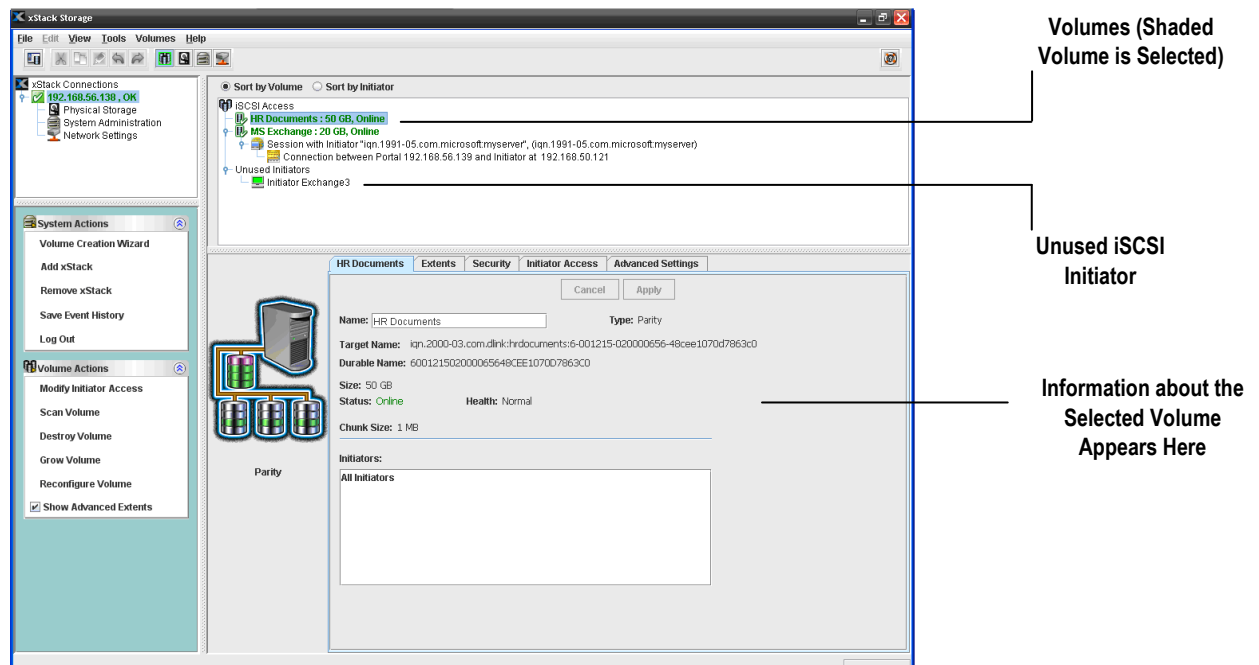 xStack Storage
File Edit View Tools Volumes Help
xStack Connections
192.168.56.138 , OK
Physical Storage
System Administration
Network Settings
Sort by Volume Sort by Initiator
iSCSI Access
HR Documents : 50 GB, Online
MS Exchange : 20 GB, Online
Session with Initiator "iqn.1991-05.com.microsoft:myserver", (iqn.1991-05.com.microsoft:myserver)
Connection between Portal 192.168.56.139 and Initiator at 192.168.50.121
Unused Initiators
Initiator Exchange3
System Actions
Volume Creation Wizard
Add xStack
Remove xStack
Save Event History
Log Out
Volume Actions
Modify Initiator Access
Scan Volume
Destroy Volume
Grow Volume
Reconfigure Volume
Show Advanced Extents
Parity
HR Documents Extents Security Initiator Access Advanced Settings
Cancel Apply
Name: HR Documents Type: Parity
Target Name: iqn.2000-03.com.dlink:hrdocuments:6-001215-020000656-48cee1070d7863c0
Durable Name: 600121502000065648CEE1070D7863C0
Size: 50 GB
Status: Online Health: Normal
Chunk Size: 1 MB
Initiators:
All Initiators
Volumes (Shaded
Volume is Selected)
Unused iSCSI
Initiator
Information about the
Selected Volume
Appears Here